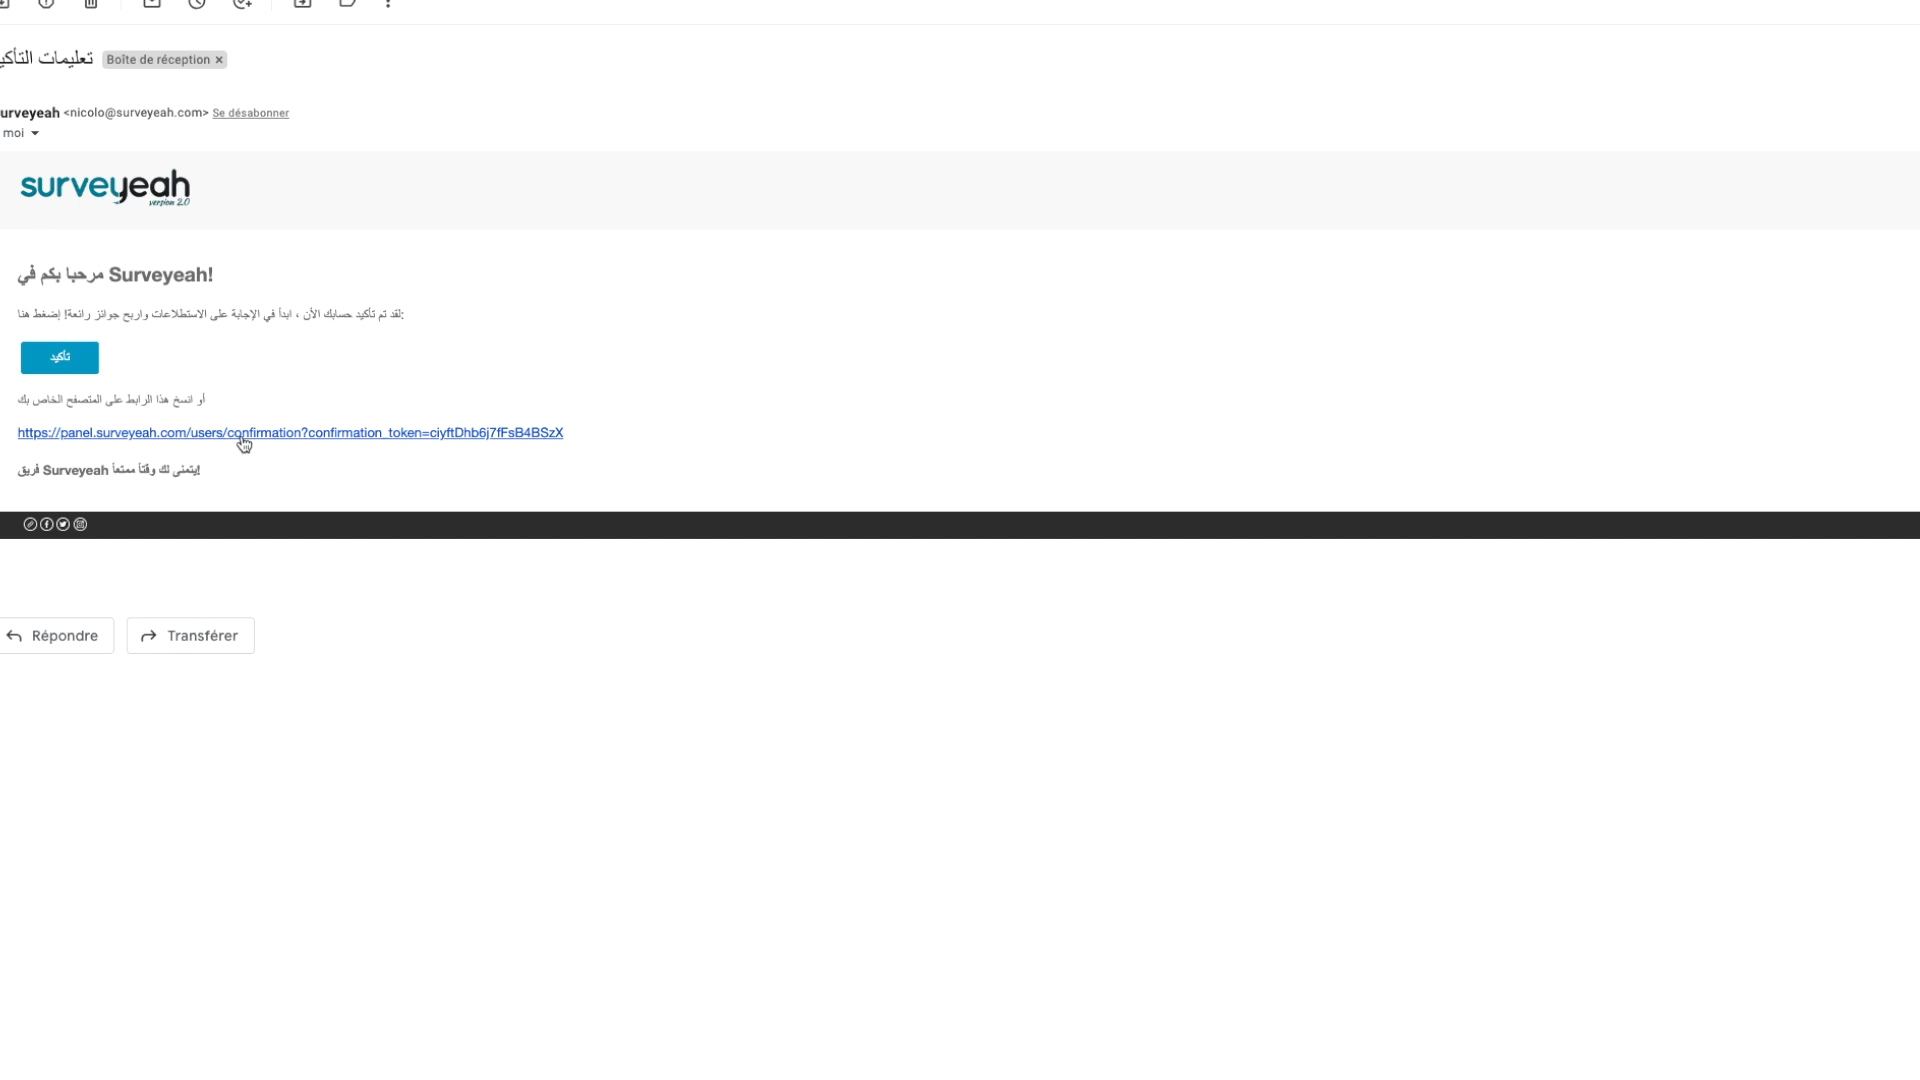 تعليمات التأكيد Boîte de réception ×
urveyeah <nicolo@surveyeah.com> Se désabonner
moi
surveyeah
version 2.0
مرحبا بكم في Surveyeah!
لقد تم تأكيد حسابك الأن ، ابدأ في الإجابة على الاستطلاعات واربح جوائز رائعة! إضغط هنا:
تأكيد
أو انسخ هذا الرابط على المتصفح الخاص بك
https://panel.surveyeah.com/users/confirmation?confirmation_token=ciyftDhb6j7fFsB4BSzX
فريق Surveyeah يتمنى لك وقتاً ممتعاً!
Répondre
Transférer